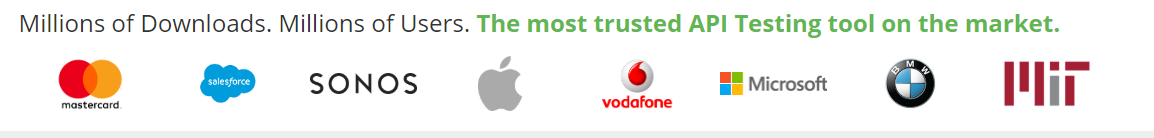 Millions of Downloads. Millions of Users. The most trusted API Testing tool on the market.
mastercard. salesforce SONOS vodafone Microsoft BMW MIT